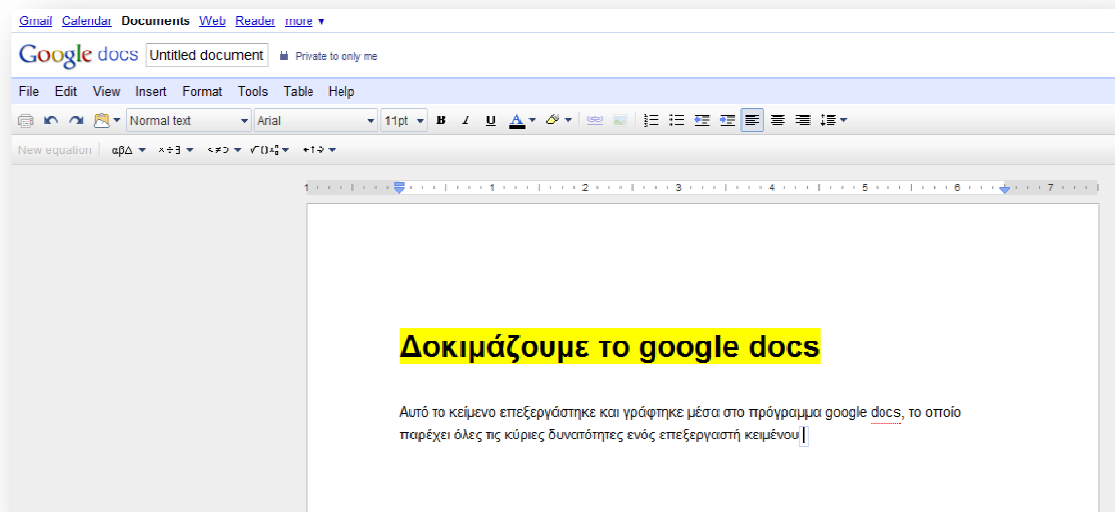 Gmail Calendar Documents Web Reader more ▼
Google docs Untitled document Private to only me
File Edit View Insert Format Tools Table Help
Normal text Arial 11pt B I U A
New equation αβΔ ×÷∃
1 1 2 3 4 5 6 7
Δοκιμάζουμε το google docs
Αυτό το κείμενο επεξεργάστηκε και γράφτηκε μέσα στο πρόγραμμα google docs, το οποίο
παρέχει όλες τις κύριες δυνατότητες ενός επεξεργαστή κειμένου